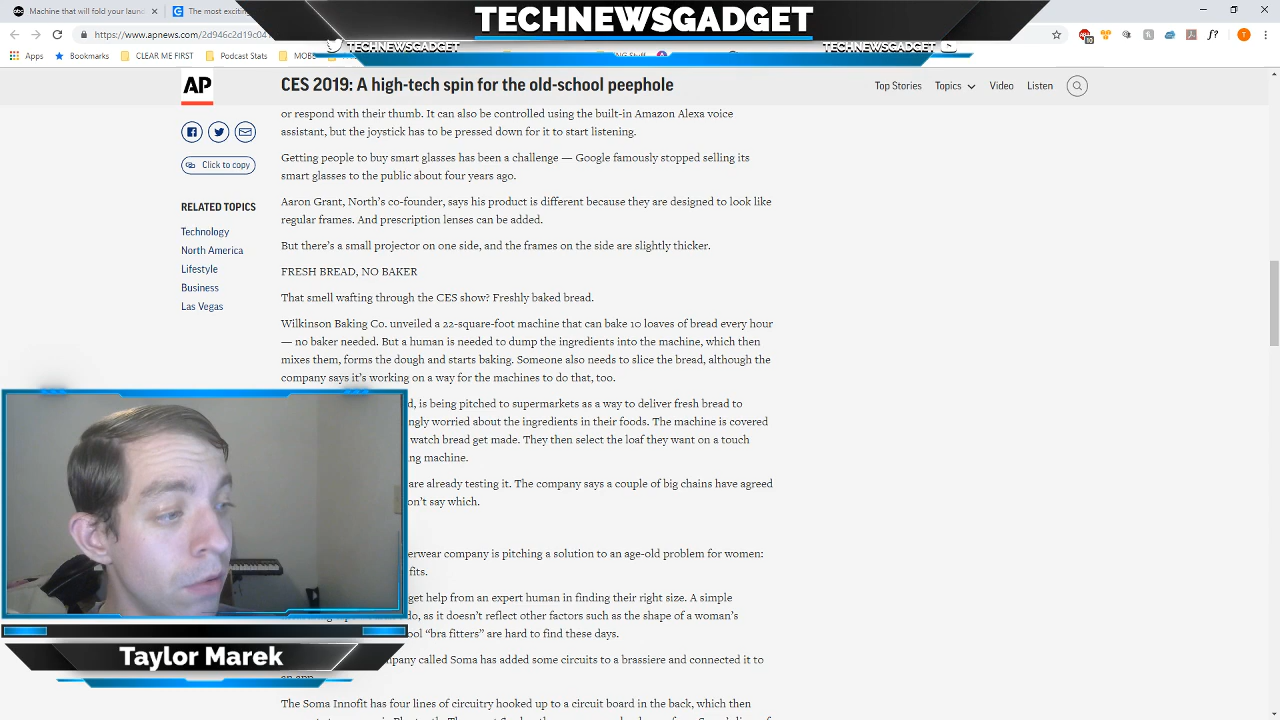 Machine that will fold your laund
The most exciting
TECHNEWSGADGET
https://www.apnews.com/2d946c2d19c04
TECHNEWSGADGET
TECHNEWSGADGET
Apps
Bookmarks
CLEAR ME FIRST
Podcast Stats
MOBE
AP
CES 2019: A high-tech spin for the old-school peephole
Top Stories
Topics
Video
Listen
Click to copy
RELATED TOPICS
Technology
North America
Lifestyle
Business
Las Vegas
or respond with their thumb. It can also be controlled using the built-in Amazon Alexa voice
assistant, but the joystick has to be pressed down for it to start listening.
Getting people to buy smart glasses has been a challenge — Google famously stopped selling its
smart glasses to the public about four years ago.
Aaron Grant, North's co-founder, says his product is different because they are designed to look like
regular frames. And prescription lenses can be added.
But there's a small projector on one side, and the frames on the side are slightly thicker.
FRESH BREAD, NO BAKER
That smell wafting through the CES show? Freshly baked bread.
Wilkinson Baking Co. unveiled a 22-square-foot machine that can bake 10 loaves of bread every hour
— no baker needed. But a human is needed to dump the ingredients into the machine, which then
mixes them, forms the dough and starts baking. Someone also needs to slice the bread, although the
company says it's working on a way for the machines to do that, too.
d, is being pitched to supermarkets as a way to deliver fresh bread to
ngly worried about the ingredients in their foods. The machine is covered
watch bread get made. They then select the loaf they want on a touch
ng machine.
are already testing it. The company says a couple of big chains have agreed
n't say which.
erwear company is pitching a solution to an age-old problem for women:
fits.
get help from an expert human in finding their right size. A simple
do, as it doesn't reflect other factors such as the shape of a woman's
ool “bra fitters” are hard to find these days.
mpany called Soma has added some circuits to a brassiere and connected it to
an app.
The Soma Innofit has four lines of circuitry hooked up to a circuit board in the back, which then
Taylor Marek